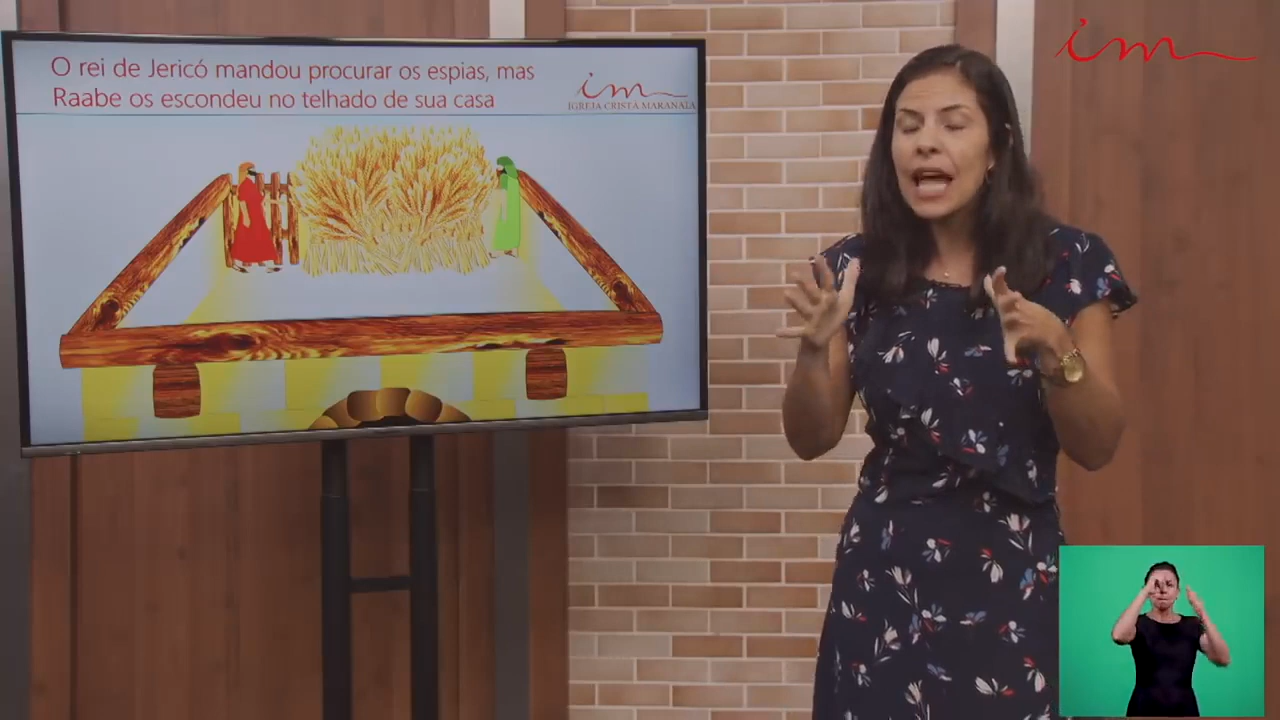 O rei de Jericó mandou procurar os espias, mas
Raabe os escondeu no telhado de sua casa
im
IGREJA CRISTÃ MARANATA
im